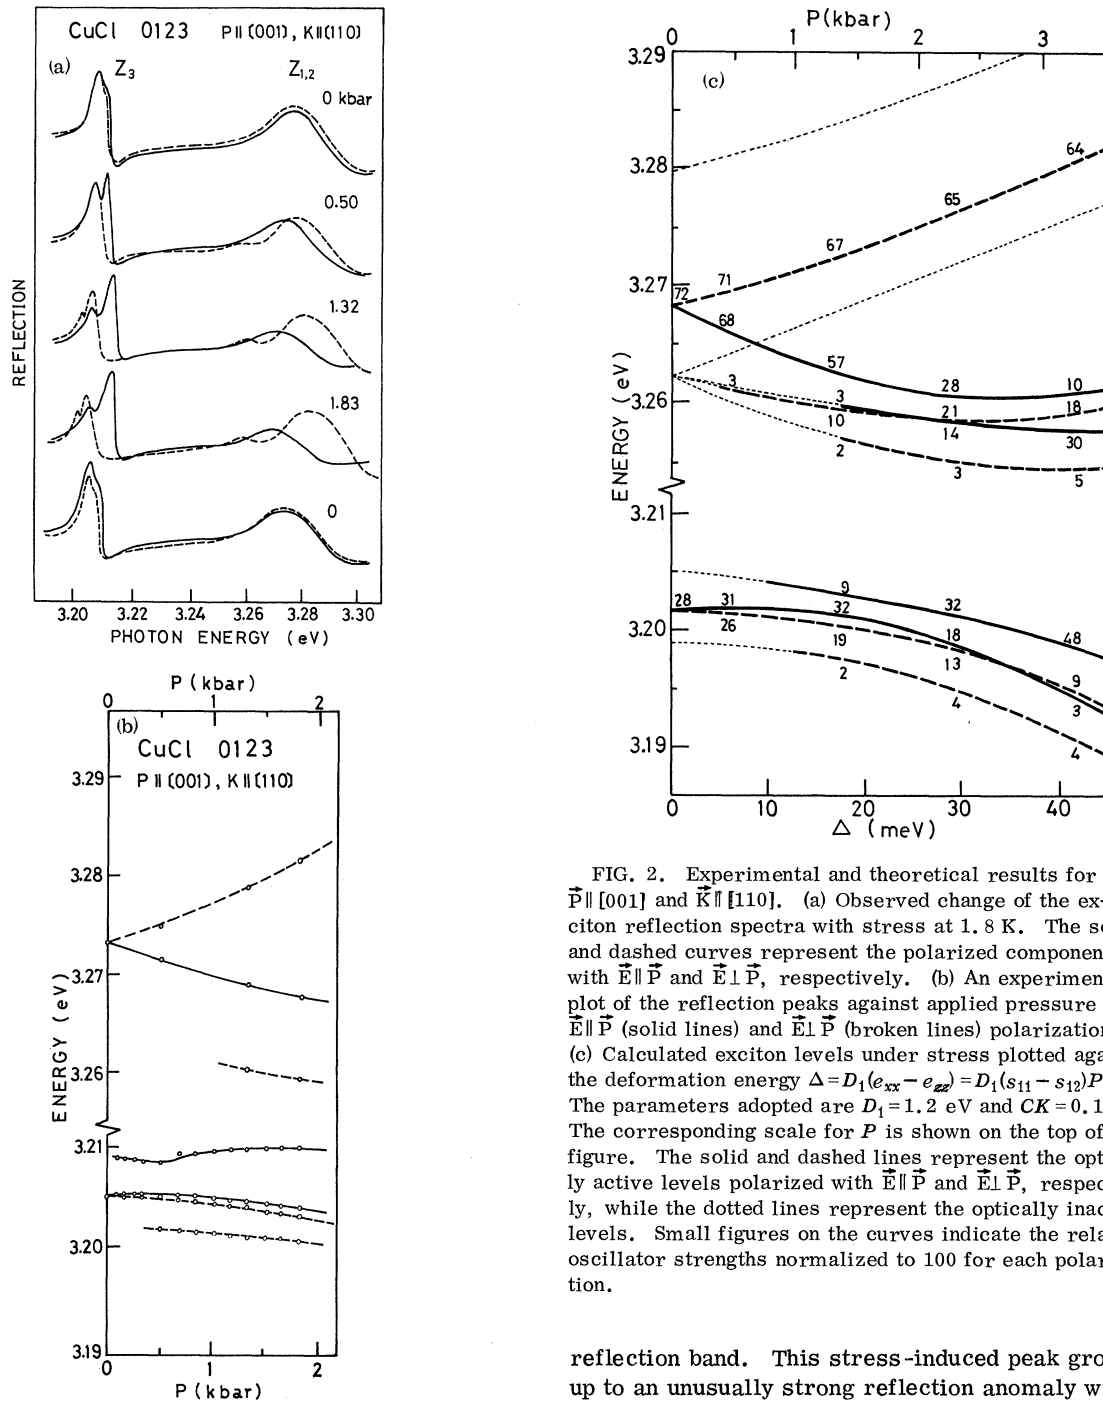 CuCl 0123 P∥(001), K∥(110)
(a)
Z3
Z1,2
0 kbar
0.50
1.32
1.83
0
REFLECTION
3.20 3.22 3.24 3.26 3.28 3.30
PHOTON ENERGY (eV)
P (kbar)
0 1 2
(b)
CuCl 0123
P∥(001), K∥(110)
3.29
3.28
3.27
3.26
3.21
3.20
3.19
ENERGY (eV)
0 1 2
P (kbar)
P(kbar)
0 1 2 3
(c)
3.29
3.28
3.27
3.26
3.21
3.20
3.19
ENERGY (eV)
64
65
67
71
72
68
57
28
10
3
3
21
18
10
14
30
2
3
5
9
28
31
32
32
48
26
19
18
13
9
3
2
4
4
0 10 20 30 40
Δ (meV)
FIG. 2. Experimental and theoretical results for
P⃗∥[001] and K⃗∥[110]. (a) Observed change of the ex-
citon reflection spectra with stress at 1.8 K. The
and dashed curves represent the polarized
with E⃗∥P⃗ and E⃗⊥P⃗, respectively. (b) An
plot of the reflection peaks against applied pressure
E⃗∥P⃗ (solid lines) and E⃗⊥P⃗ (broken lines)
(c) Calculated exciton levels under stress plotted
the deformation energy Δ=D1(exx−ezz)=D1(s11−s12)P
The parameters adopted are D1=1.2 eV and CK=0.1
The corresponding scale for P is shown on the top of
figure. The solid and dashed lines represent the opt-
ly active levels polarized with E⃗∥P⃗ and E⃗⊥P⃗,
ly, while the dotted lines represent the optically
levels. Small figures on the curves indicate the
oscillator strengths normalized to 100 for each
tion.
reflection band. This stress-induced peak
up to an unusually strong reflection anomaly